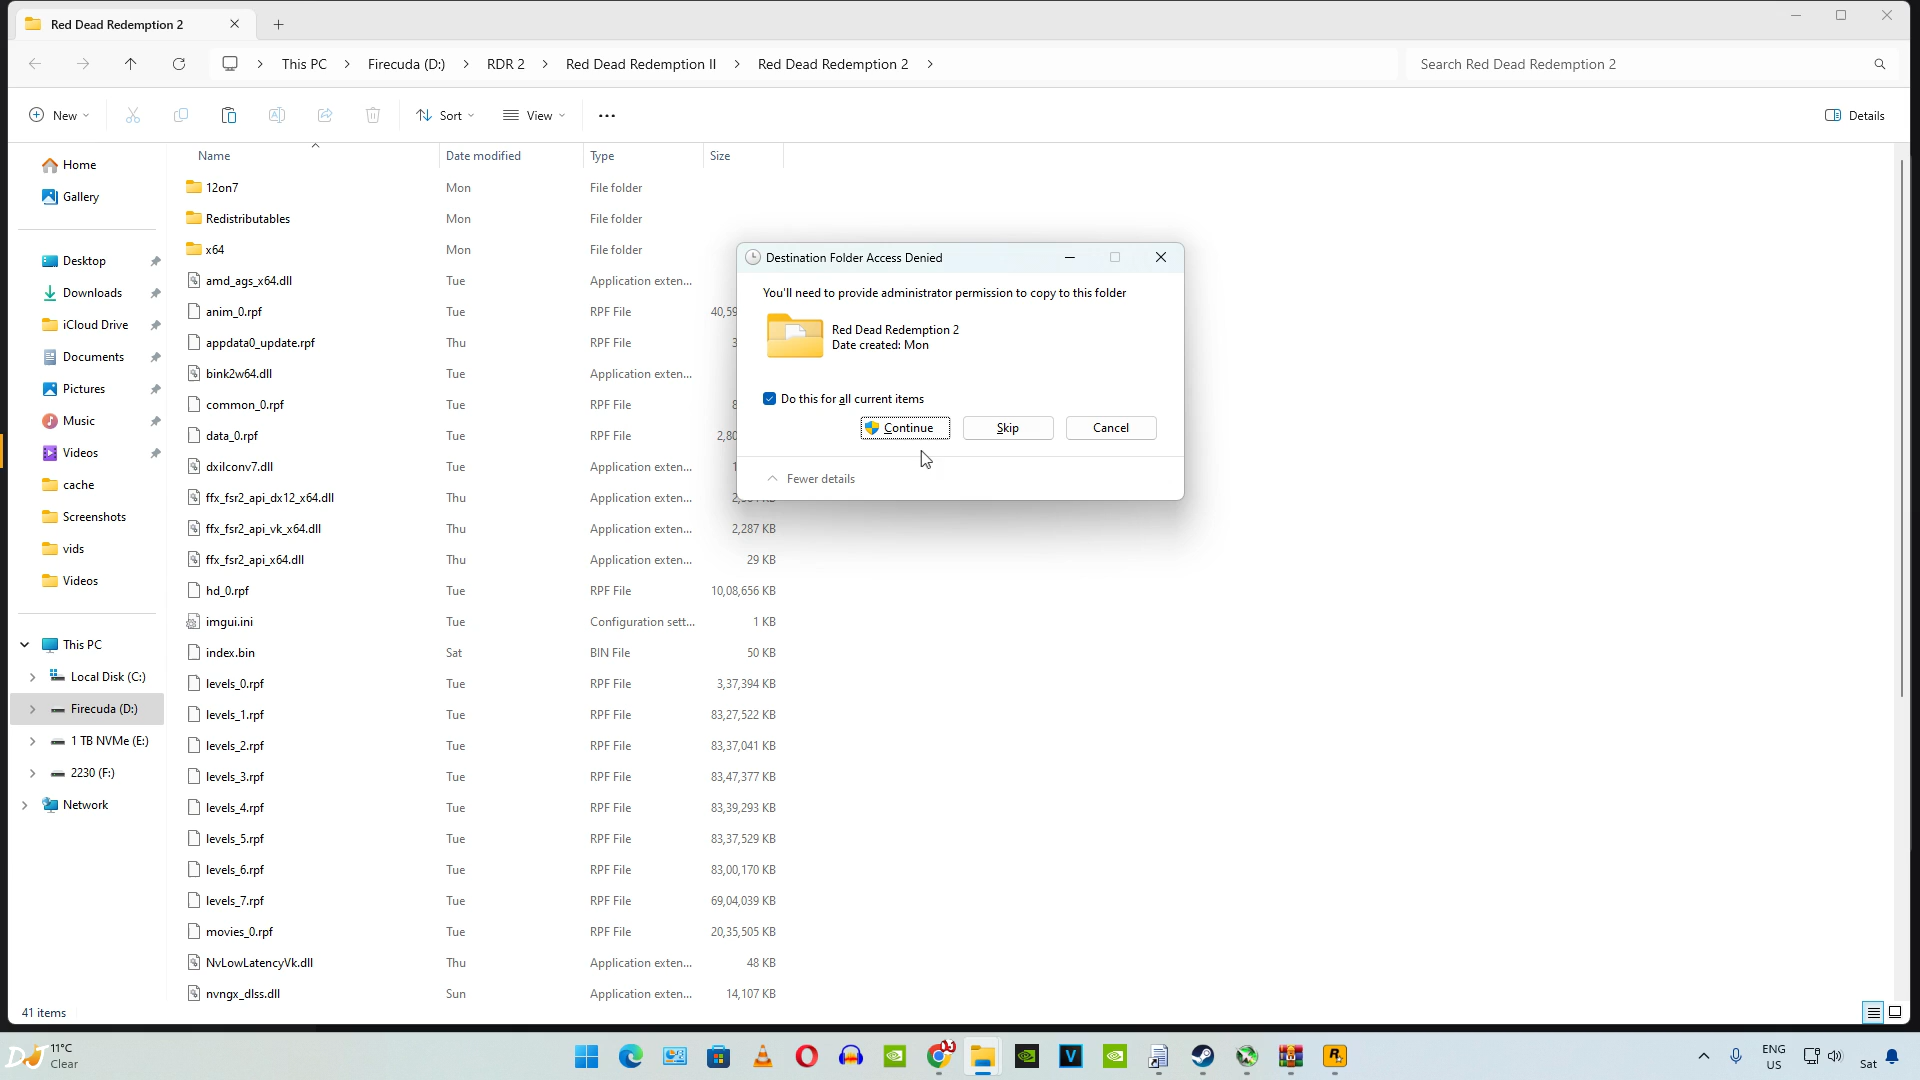 Red Dead Redemption 2
This PC > Firecuda (D:) > RDR 2 > Red Dead Redemption II > Red Dead Redemption 2 >
Search Red Dead Redemption 2
New
Sort
View
Details
Home
Gallery
Desktop
Downloads
iCloud Drive
Documents
Pictures
Music
Videos
cache
Screenshots
vids
Videos
This PC
Local Disk (C:)
Firecuda (D:)
1 TB NVMe (E:)
2230 (F:)
Network
Name Date modified Type Size
12on7 Mon File folder
Redistributables Mon File folder
x64 Mon File folder
amd_ags_x64.dll Tue Application exten...
anim_0.rpf Tue RPF File
appdata0_update.rpf Thu RPF File
bink2w64.dll Tue Application exten...
common_0.rpf Tue RPF File
data_0.rpf Tue RPF File
dxilconv7.dll Tue Application exten...
ffx_fsr2_api_dx12_x64.dll Thu Application exten...
ffx_fsr2_api_vk_x64.dll Thu Application exten... 2,287 KB
ffx_fsr2_api_x64.dll Thu Application exten... 29 KB
hd_0.rpf Tue RPF File 10,08,656 KB
imgui.ini Tue Configuration sett... 1 KB
index.bin Sat BIN File 50 KB
levels_0.rpf Tue RPF File 3,37,394 KB
levels_1.rpf Tue RPF File 83,27,522 KB
levels_2.rpf Tue RPF File 83,37,041 KB
levels_3.rpf Tue RPF File 83,47,377 KB
levels_4.rpf Tue RPF File 83,39,293 KB
levels_5.rpf Tue RPF File 83,37,529 KB
levels_6.rpf Tue RPF File 83,00,170 KB
levels_7.rpf Tue RPF File 69,04,039 KB
movies_0.rpf Tue RPF File 20,35,505 KB
NvLowLatencyVk.dll Thu Application exten... 48 KB
nvngx_dlss.dll Sun Application exten... 14,107 KB
Destination Folder Access Denied
You'll need to provide administrator permission to copy to this folder
Red Dead Redemption 2
Date created: Mon
Do this for all current items
Continue
Skip
Cancel
Fewer details
41 items
11°C
Clear
ENG
US
Sat